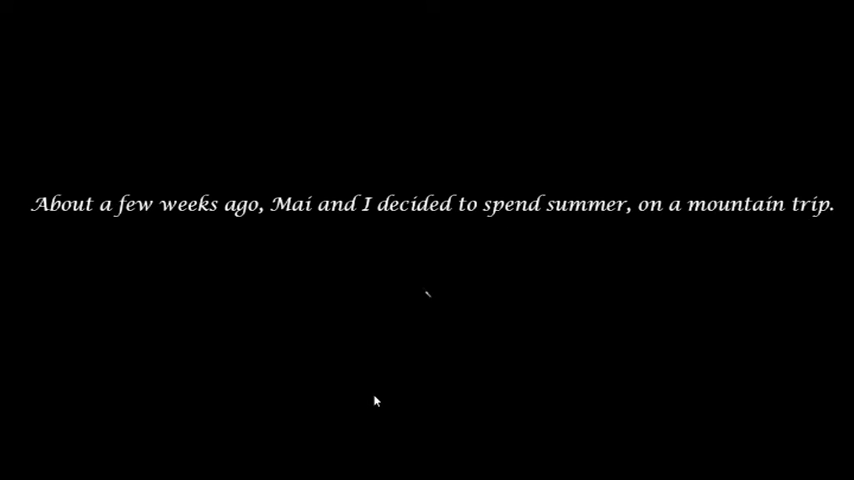 About a few weeks ago, Mai and I decided to spend summer, on a mountain trip.